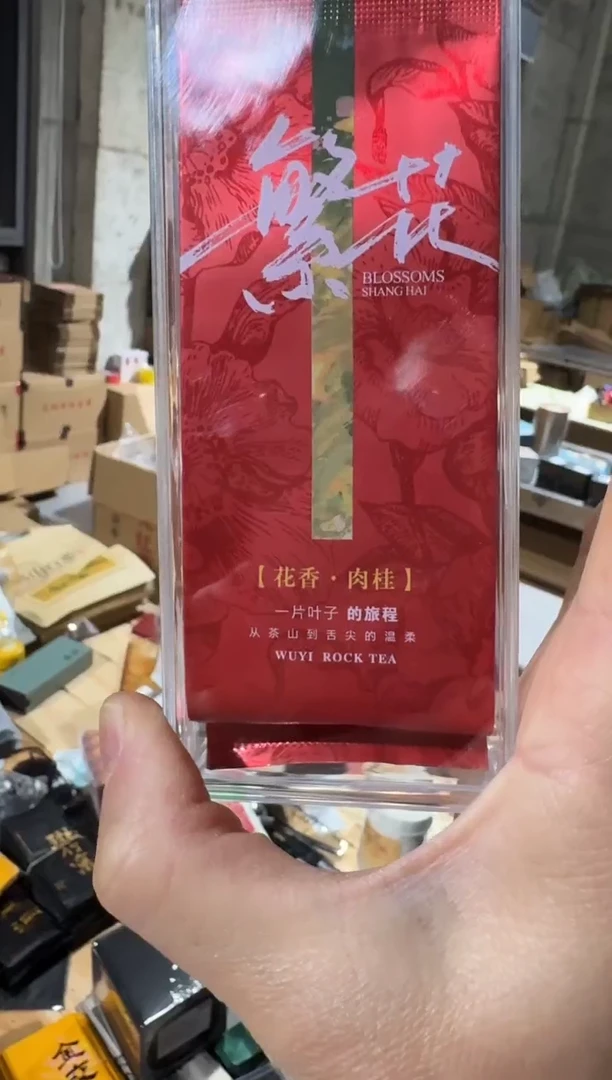 繁花
BLOSSOMS
SHANG HAI
【花香·肉桂】
一片叶子 的旅程
从茶山到舌尖的温柔
WUYI ROCK TEA